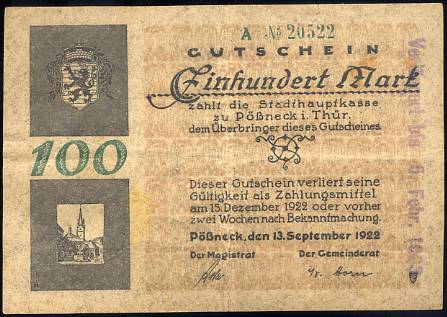 A № 20522
GUTSCHEIN
Einhundert Mark
zahlt die Stadthauptkasse
zu Pößneck i. Thür.
dem Überbringer dieses Gutscheines.
100
Dieser Gutschein verliert seine
Gültigkeit als Zahlungsmittel
am 15. Dezember 1922 oder vorher
zwei Wochen nach Bekanntmachung.
Pößneck, den 13. September 1922
Der Magistrat Der Gemeinderat
bis 6 Febr